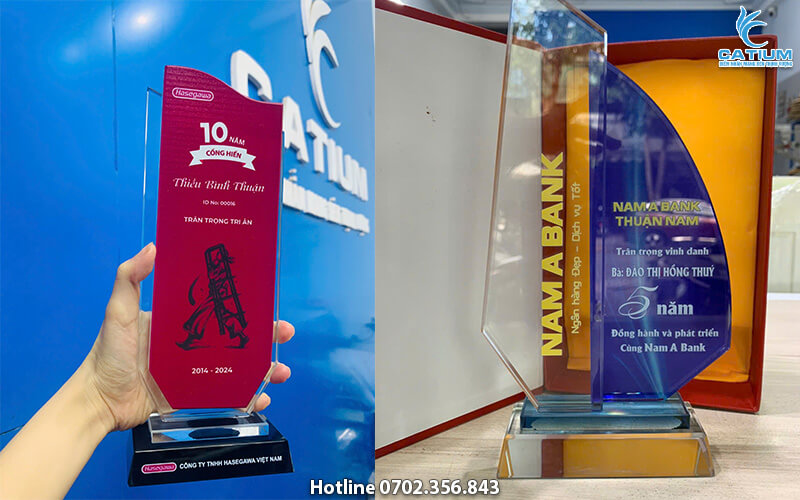 Hasegawa
10 NĂM
CỐNG HIẾN
Thiều Bình Thuận
ID No: 00016
TRÂN TRỌNG TRI ÂN
2014 - 2024
Hasegawa CÔNG TY TNHH HASEGAWA VIỆT NAM
CATIUM
CATIUM
NAM A BANK
Ngân hàng Đẹp – Dịch vụ Tốt
NAM A BANK
THUẬN NAM
Trân trọng vinh danh
Bà: ĐÀO THỊ HỒNG THUỶ
5 năm
Đồng hành và phát triển
Cùng Nam A Bank
Hotline 0702.356.843